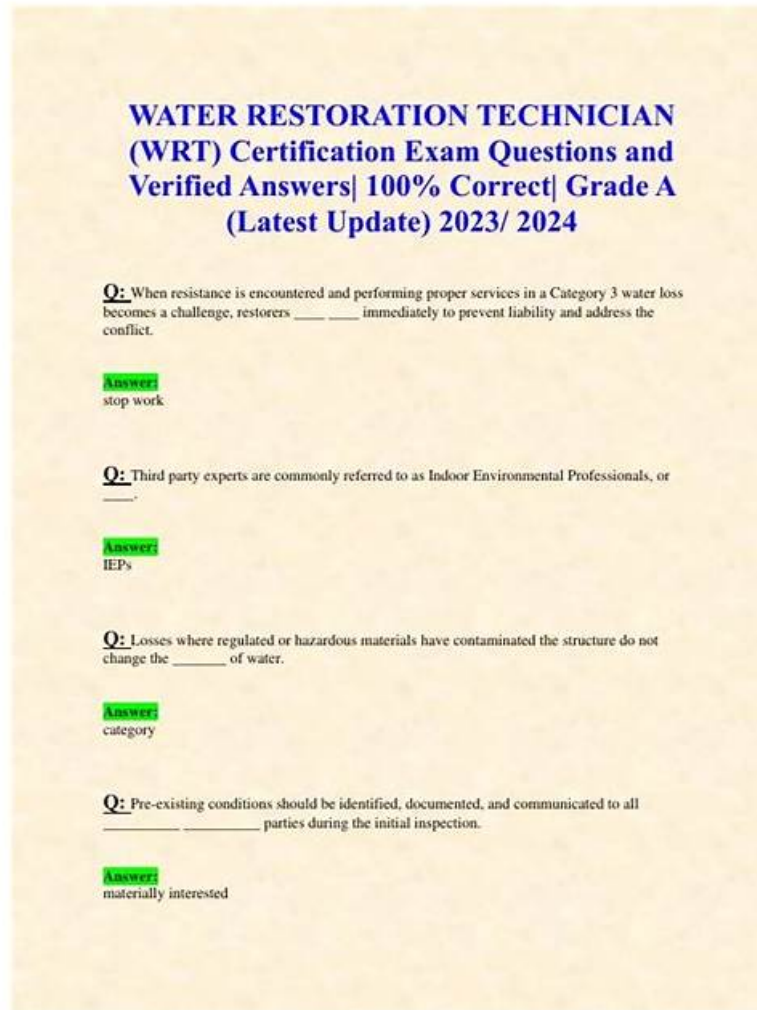 WATER RESTORATION TECHNICIAN
(WRT) Certification Exam Questions and
Verified Answers| 100% Correct| Grade A
(Latest Update) 2023/ 2024
Q: When resistance is encountered and performing proper services in a Category 3 water loss
becomes a challenge, restorers ____ ____ immediately to prevent liability and address the
conflict.
Answer:
stop work
Q: Third party experts are commonly referred to as Indoor Environmental Professionals, or
____.
Answer:
IEPs
Q: Losses where regulated or hazardous materials have contaminated the structure do not
change the _______ of water.
Answer:
category
Q: Pre-existing conditions should be identified, documented, and communicated to all
__________ __________ parties during the initial inspection.
Answer:
materially interested